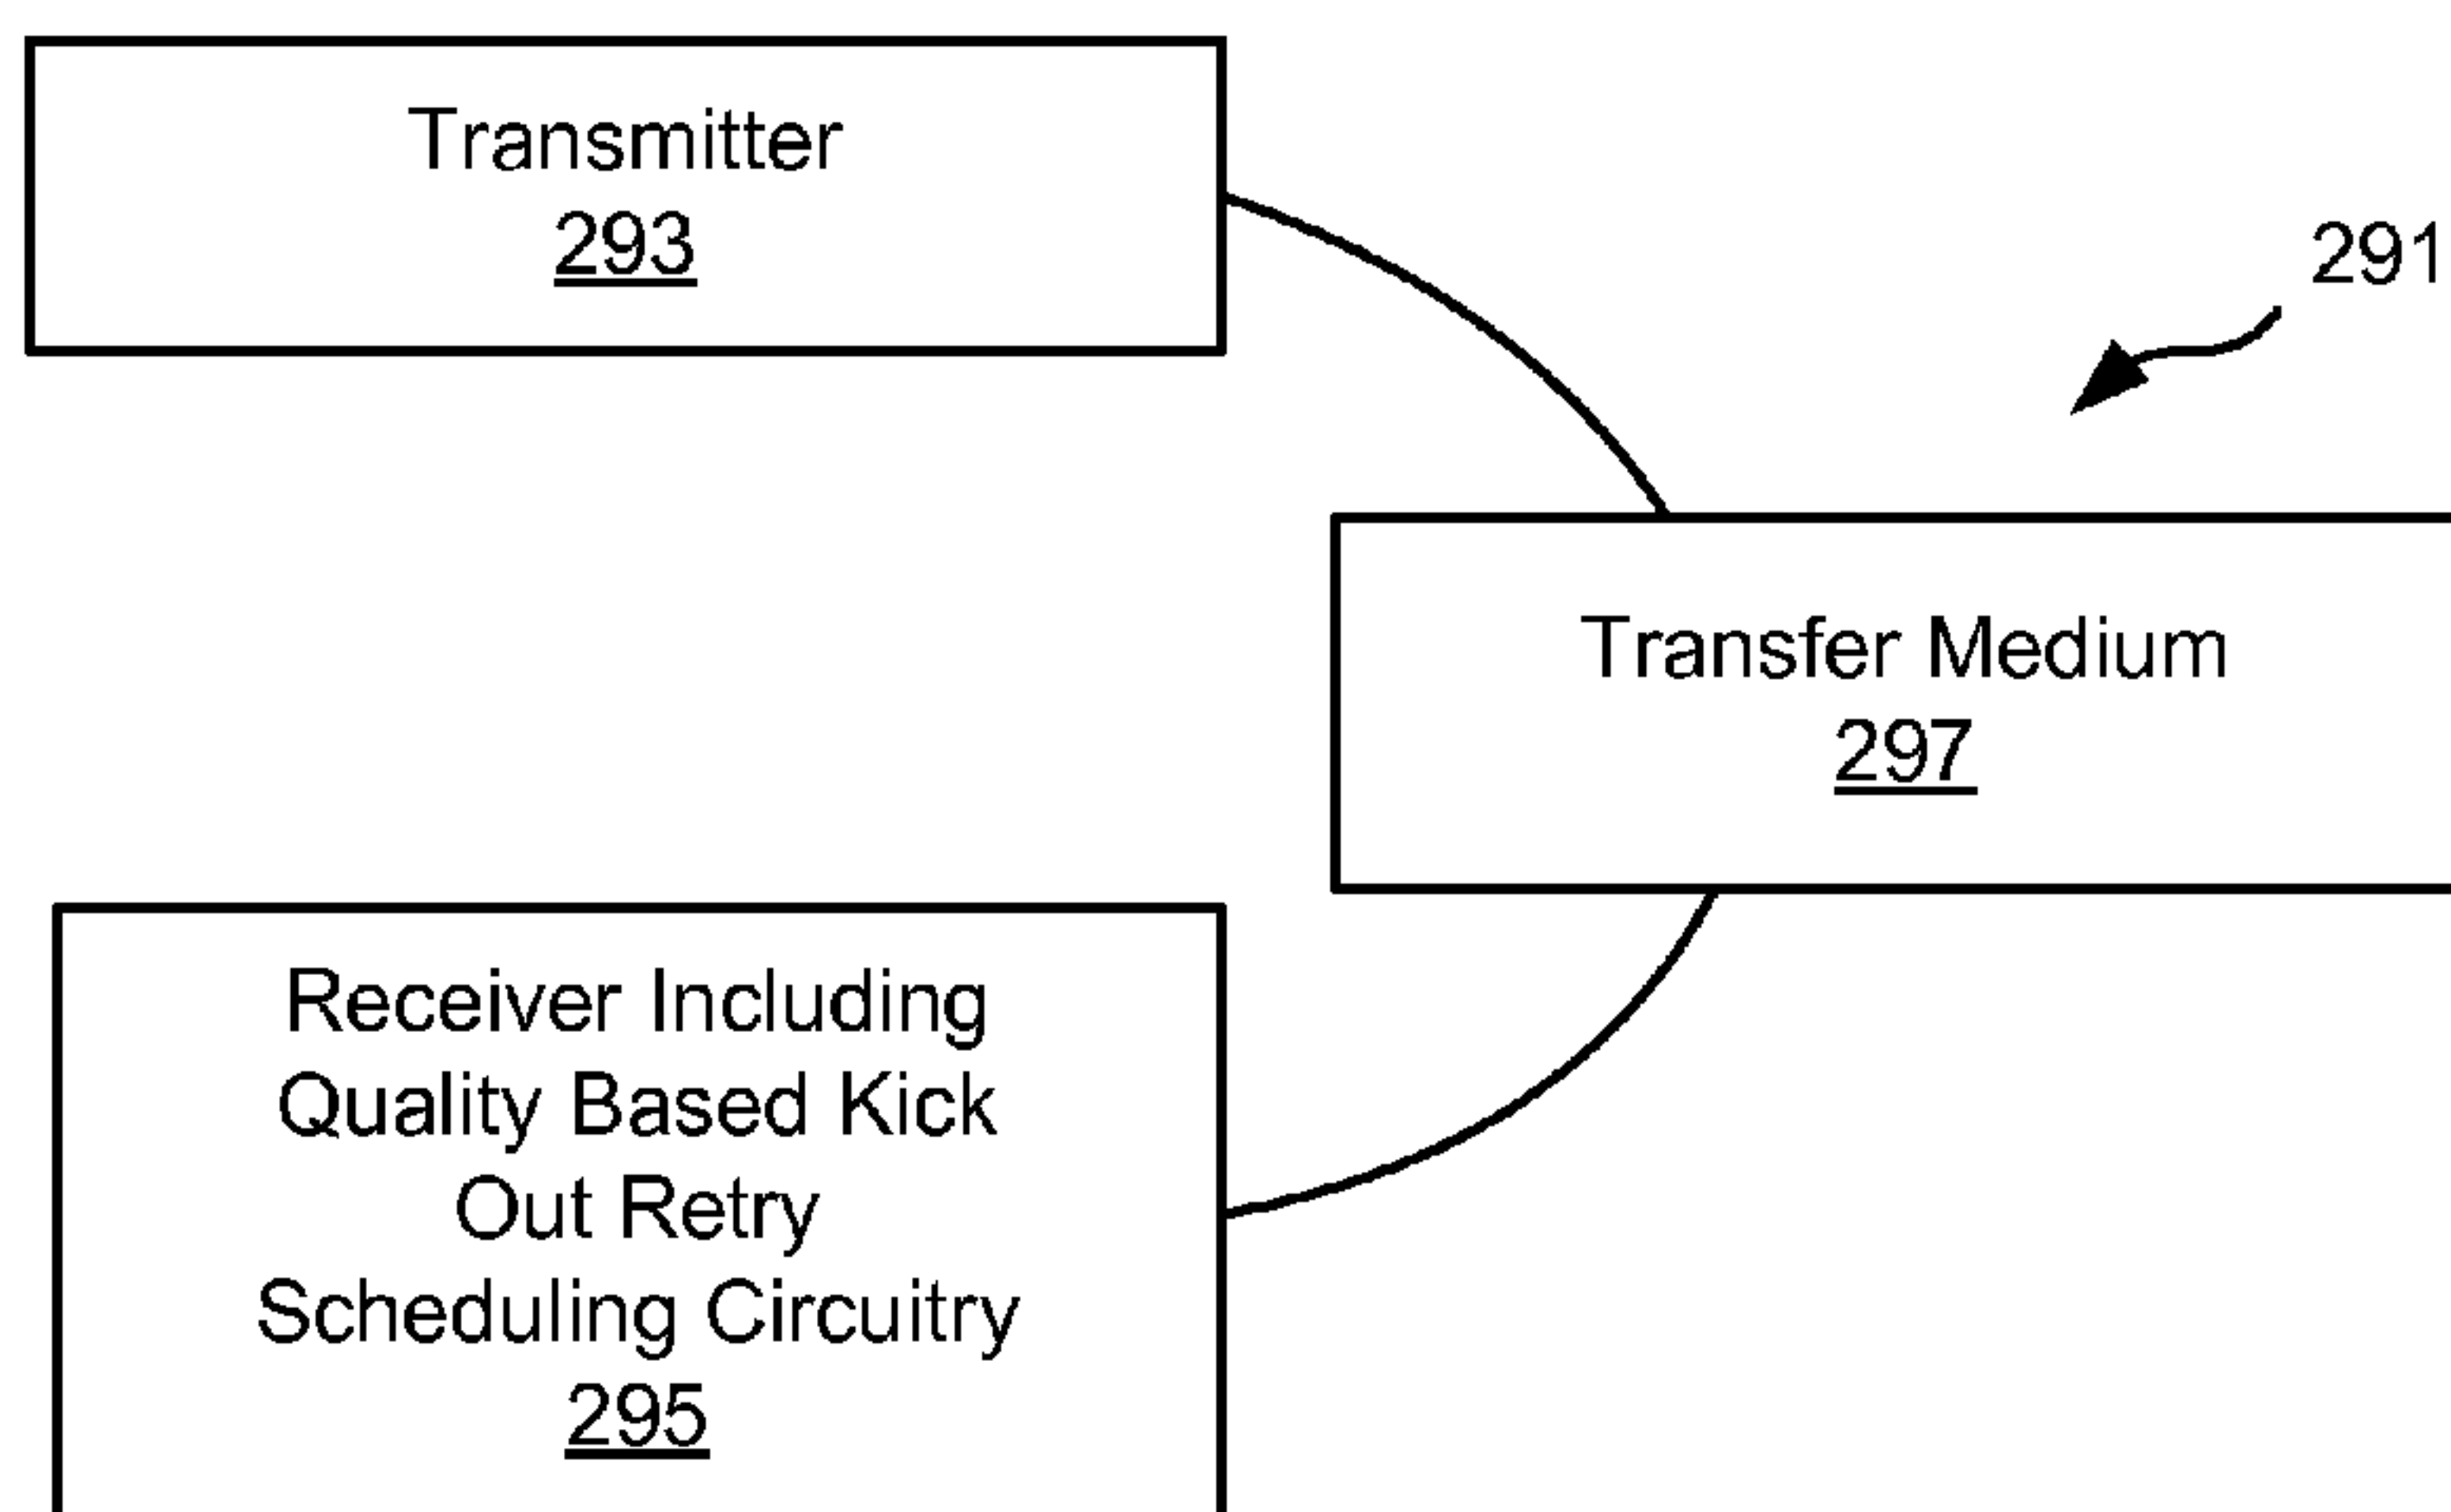 Transmitter
293
291
Transfer Medium
297
Receiver Including
Quality Based Kick
Out Retry
Scheduling Circuitry
295